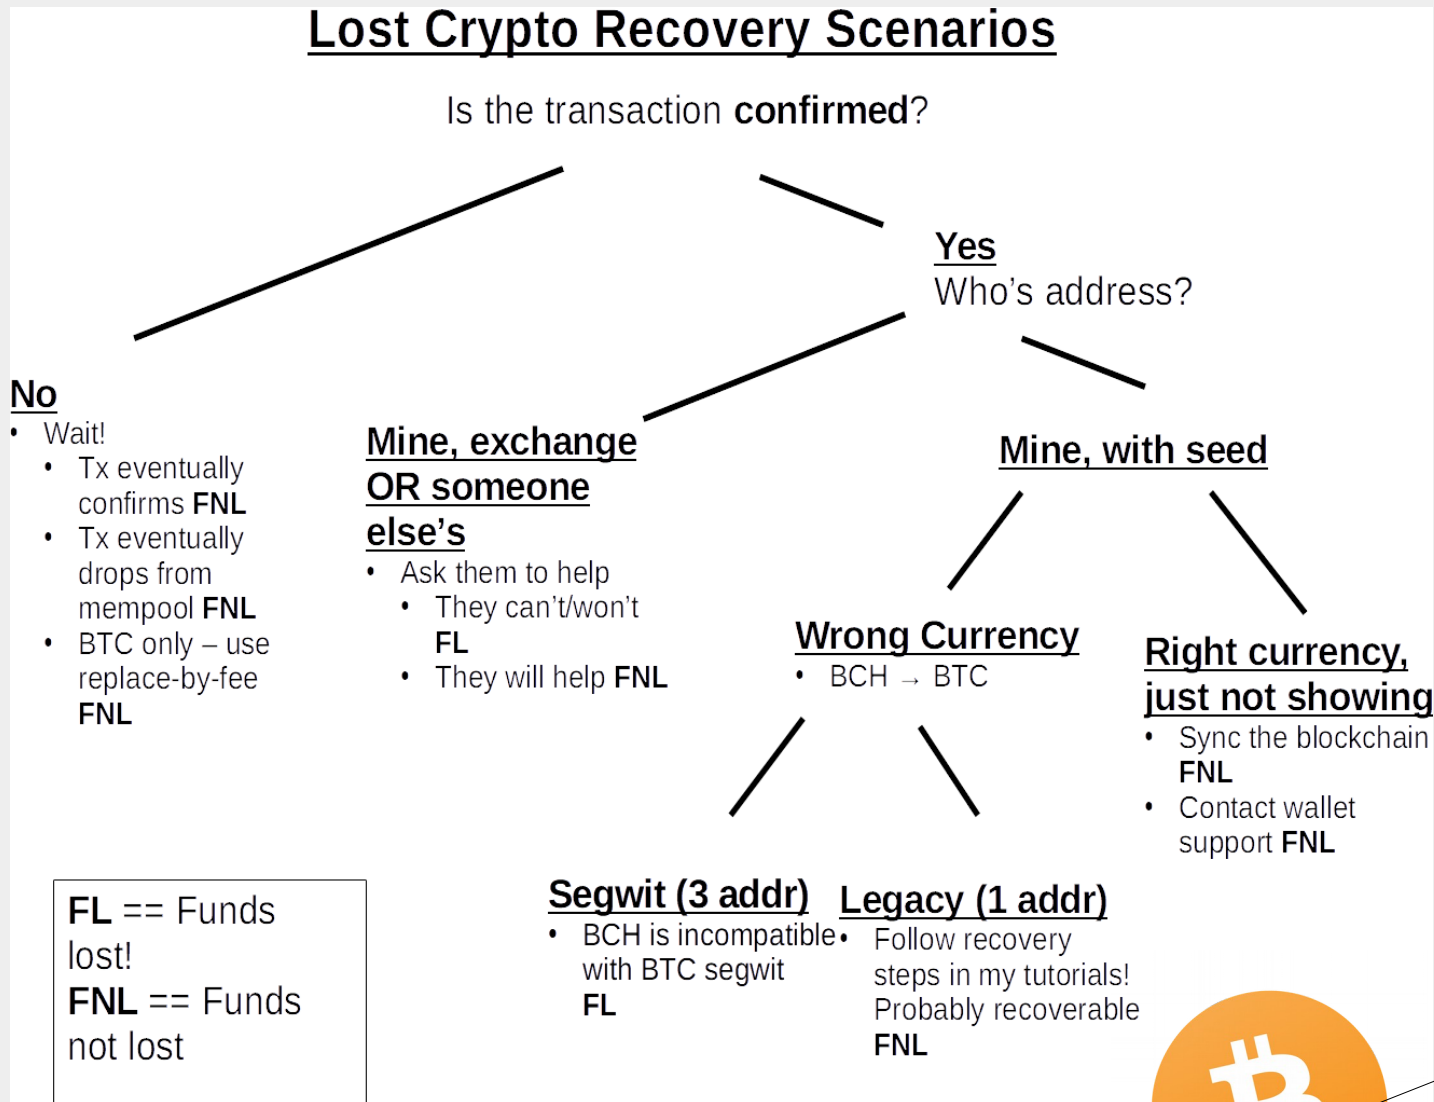 Lost Crypto Recovery Scenarios
Is the transaction confirmed?
Yes
Who’s address?
No
• Wait!
• Tx eventually
confirms FNL
• Tx eventually
drops from
mempool FNL
• BTC only – use
replace-by-fee
FNL
Mine, exchange
OR someone
else’s
• Ask them to help
• They can’t/won’t
FL
• They will help FNL
Mine, with seed
Wrong Currency
• BCH → BTC
Right currency,
just not showing
• Sync the blockchain
FNL
• Contact wallet
support FNL
Segwit (3 addr)
• BCH is incompatible
with BTC segwit
FL
Legacy (1 addr)
• Follow recovery
steps in my tutorials!
Probably recoverable
FNL
FL == Funds
lost!
FNL == Funds
not lost